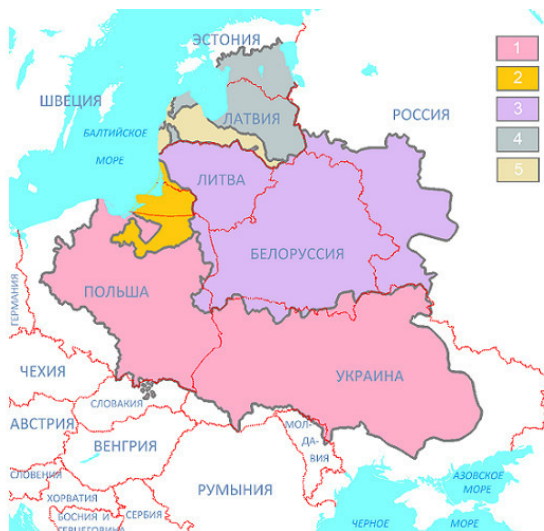 ЭСТОНИЯ
1
ШВЕЦИЯ
2
РОССИЯ
ЛАТВИЯ
3
БАЛТИЙСКОЕ
МОРЕ
4
5
ЛИТВА
БЕЛОРУССИЯ
ГЕРМАНИЯ
ПОЛЬША
ЧЕХИЯ
УКРАИНА
СЛОВАКИЯ
АВСТРИЯ
МОЛ-
ДА-
ВИЯ
ВЕНГРИЯ
СЛОВЕНИЯ
АЗОВСКОЕ
МОРЕ
РУМЫНИЯ
ХОРВАТИЯ
БОСНИЯ И
ГЕРЦЕГОВИНА
СЕРБИЯ
ЧЕРНОЕ
МОРЕ